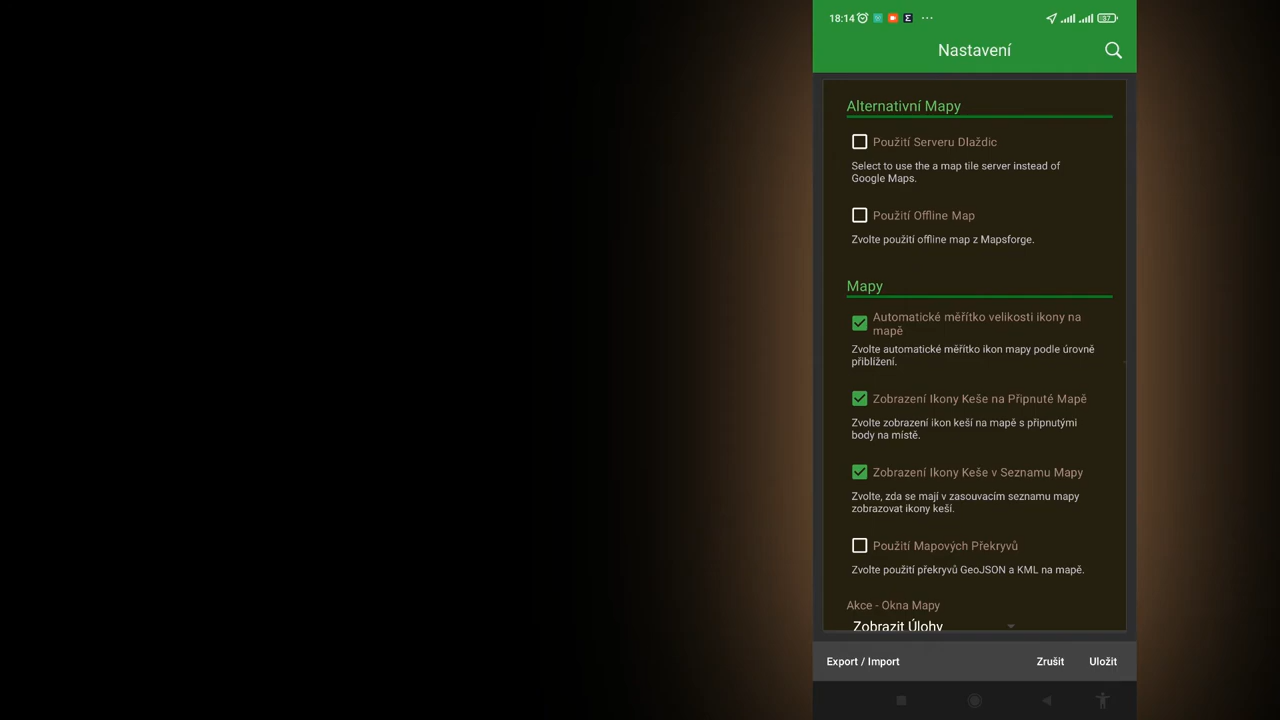 18:14
37
Nastavení
Alternativní Mapy
Použití Serveru Dlaždic
Select to use the a map tile server instead of
Google Maps.
Použití Offline Map
Zvolte použití offline map z Mapsforge.
Mapy
Automatické měřítko velikosti ikony na
mapě
Zvolte automatické měřítko ikon mapy podle úrovně
přiblížení.
Zobrazení Ikony Keše na Připnuté Mapě
Zvolte zobrazení ikon keší na mapě s připnutými
body na místě.
Zobrazení Ikony Keše v Seznamu Mapy
Zvolte, zda se mají v zasouvacím seznamu mapy
zobrazovat ikony keší.
Použití Mapových Překryvů
Zvolte použití překryvů GeoJSON a KML na mapě.
Akce - Okna Mapy
Zobrazit Úlohy
Export / Import
Zrušit
Uložit